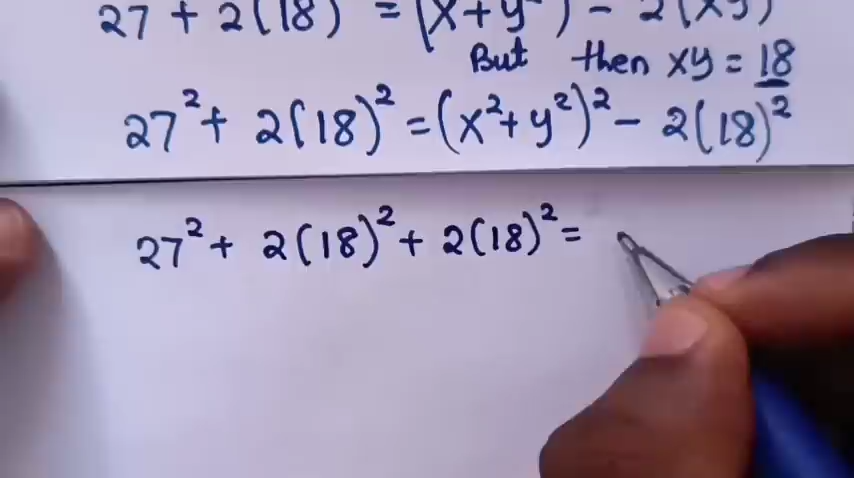 27 + 2(18) = (x+y²) - 2(xy)
But then xy = 18
27² + 2(18)² = (x² + y²)² - 2(18)²
27² + 2(18)² + 2(18)² =